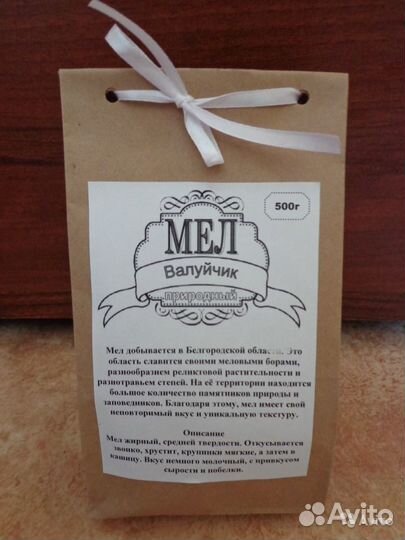 500г
МЕЛ
Валуйчик
природный
Мел добывается в Белгородской области. Это
область славится своими меловыми борами,
разнообразием реликтовой растительности и
разнотравьем степей. На её территории находится
большое количество памятников природы и
заповедников. Благодаря этому, мел имеет свой
неповторимый вкус и уникальную текстуру.
Описание
Мел жирный, средней твердости. Откусывается
звонко, хрустит, крупинки мягкие, а затем в
кашицу. Вкус немного молочный, с привкусом
сырости и побелки.
Avito
Avito